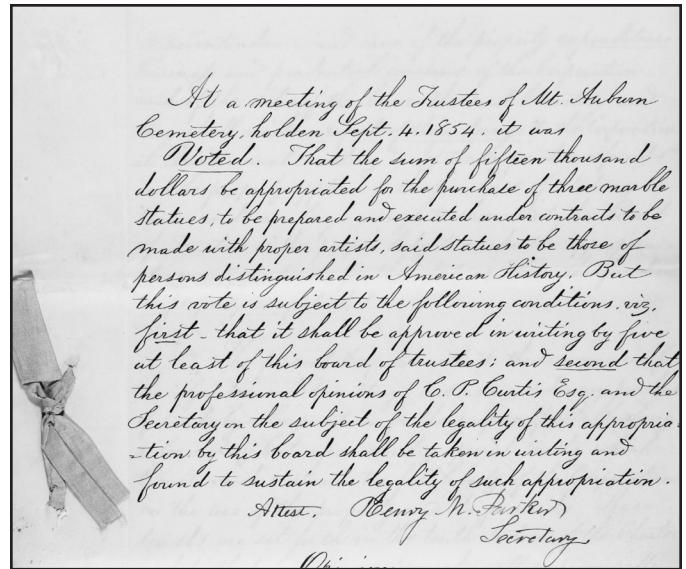 At a meeting of the Trustees of Mt. Auburn
Cemetery, holden Sept. 4. 1854. it was
Voted. That the sum of fifteen thousand
dollars be appropriated for the purchase of three marble
statues, to be prepared and executed under contracts to be
made with proper artists, said statues to be those of
persons distinguished in American History. But
this vote is subject to the following conditions. viz.
first - that it shall be approved in writing by five
at least of this board of trustees; and second that
the professional opinions of C. P. Curtis Esq. and the
Secretary on the subject of the legality of this appropria-
-tion by this board shall be taken in writing and
found to sustain the legality of such appropriation.
Attest. Henry M. Parker
Secretary